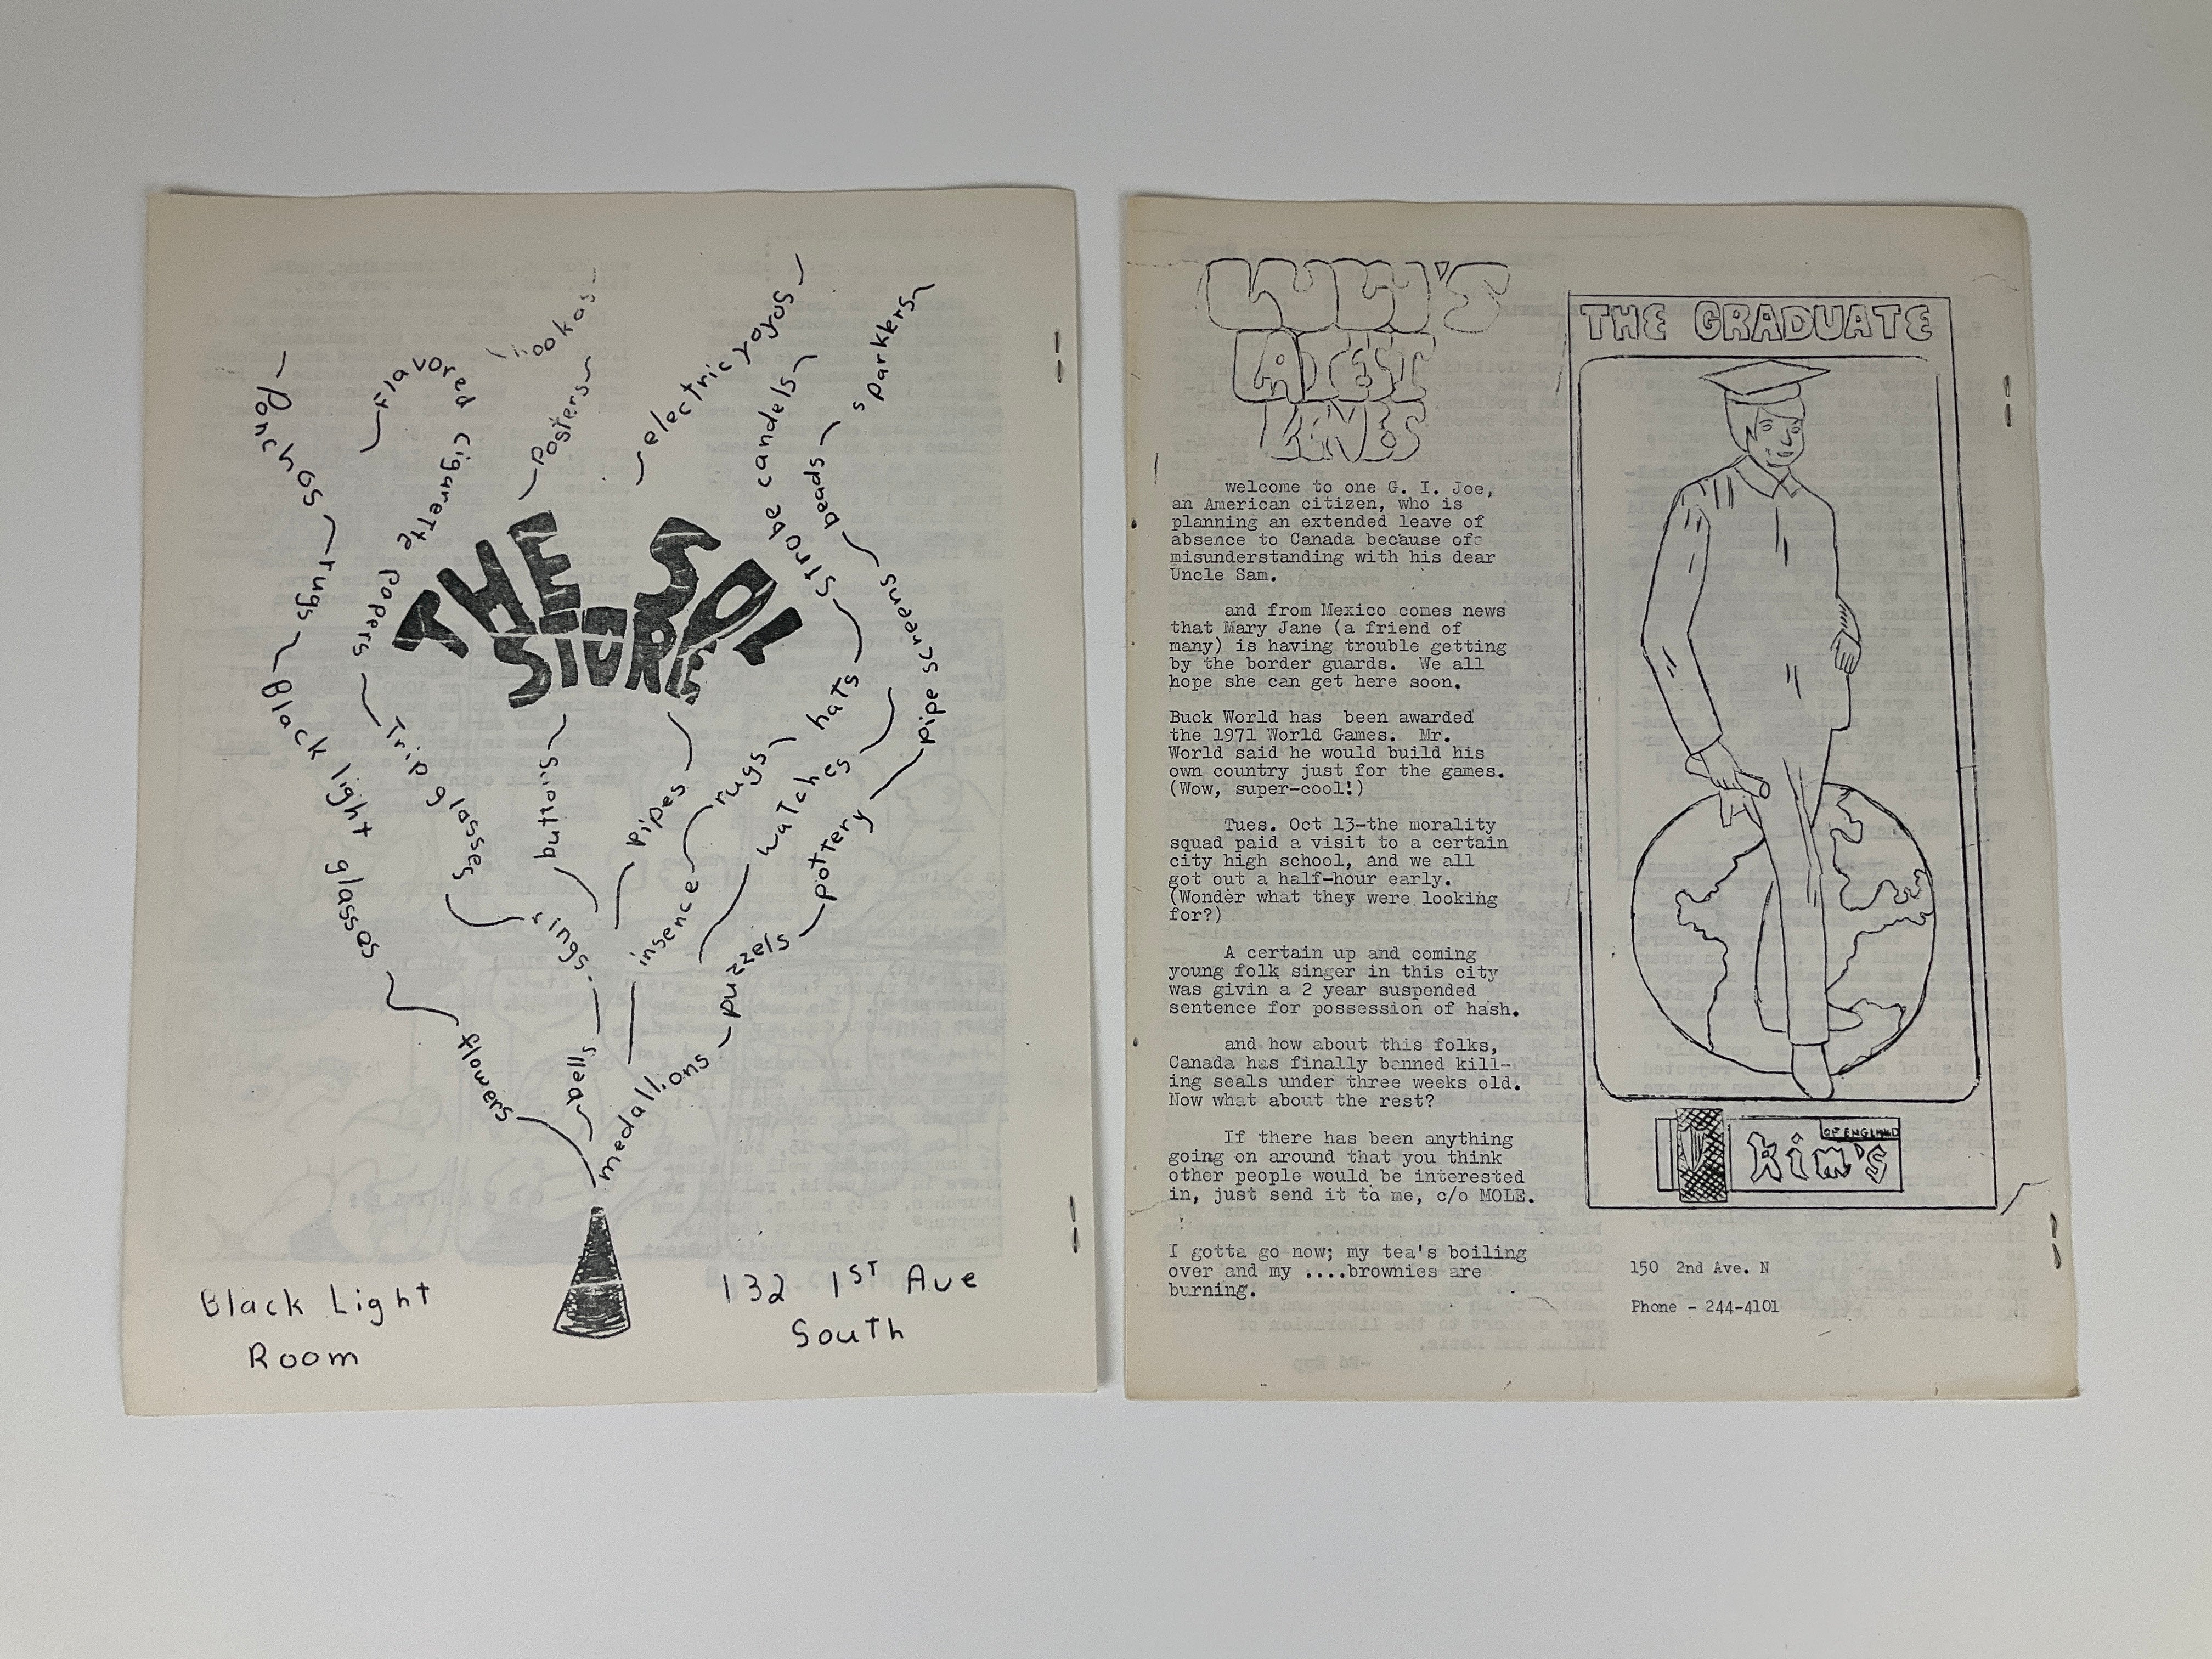 Poncnos
rugs
Black light glasses
flowers
Flavored cigarette papers
dirt glasses
rings
bells
hookas
posters
THE SOL
STORE
buttons
pipes
insence
rugs
hats
electric yoyos
strobe candels
sparklers
beads
pipe screens
watches
pottery
puzzels
medallions
Black Light
Room
132 1ST Ave
South
LATEST
welcome to one G. I. Joe,
an American citizen, who is
planning an extended leave of
absence to Canada because of
misunderstanding with his dear
Uncle Sam.
and from Mexico comes news
that Mary Jane (a friend of
many) is having trouble getting
by the border guards. We all
hope she can get here soon.
Buck World has been awarded
the 1971 World Games. Mr.
World said he would build his
own country just for the games.
(Wow, super-cool!)
Tues. Oct 13-the morality
squad paid a visit to a certain
city high school, and we all
got out a half-hour early.
(Wonder what they were looking
for?)
A certain up and coming
young folk singer in this city
was givin a 2 year suspended
sentence for possession of hash.
and how about this folks,
Canada has finally banned kill-
ing seals under three weeks old.
Now what about the rest?
If there has been anything
going on around that you think
other people would be interested
in, just send it to me, c/o MOLE.
I gotta go now; my tea's boiling
over and my ....brownies are
burning.
THE GRADUATE
OF ENGLAND
Kim's
150 2nd Ave. N
Phone - 244-4101